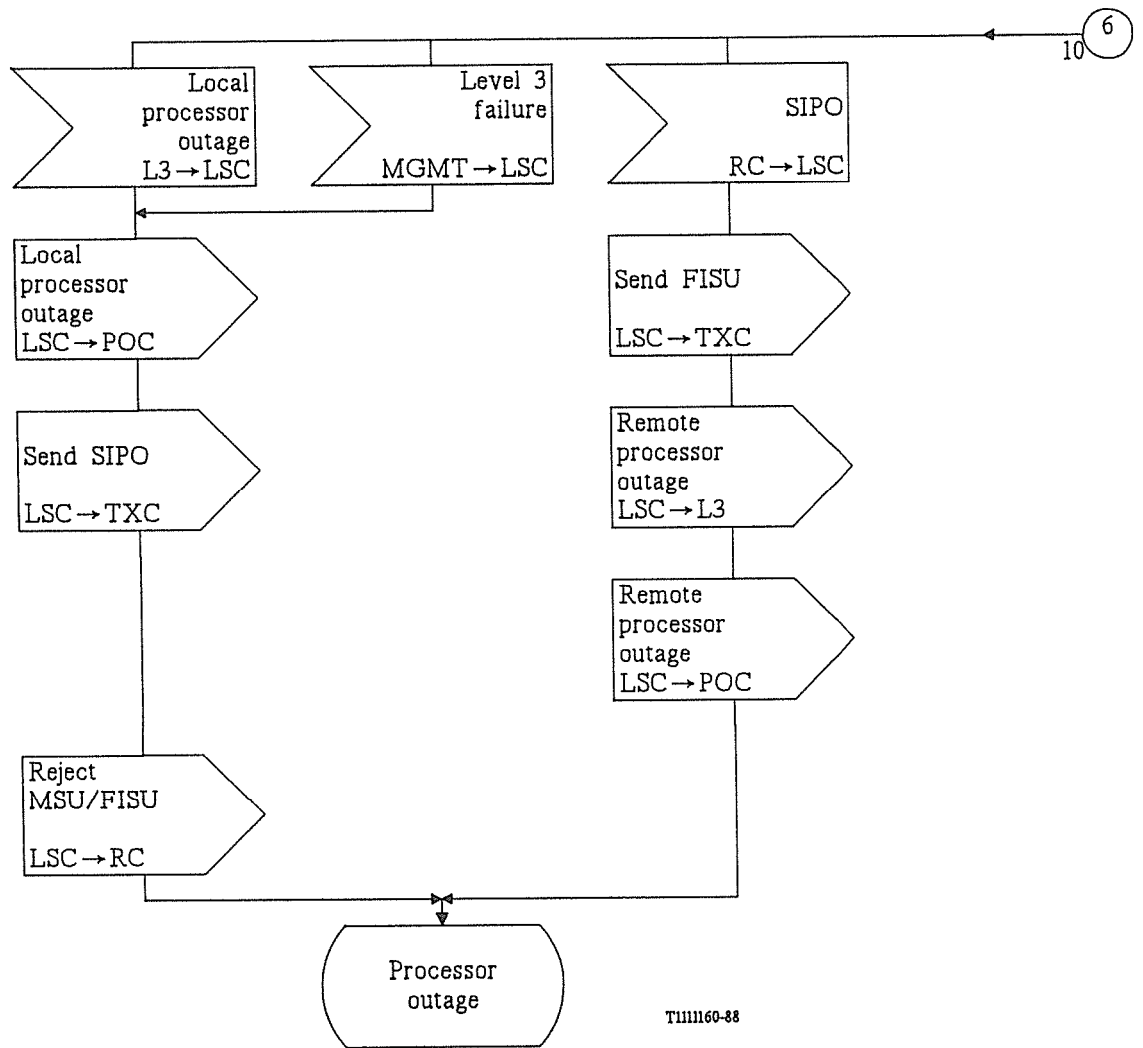 6
10
Local
processor
outage
L3→LSC
Level 3
failure
MGMT→LSC
SIPO
RC→LSC
Local
processor
outage
LSC→POC
Send FISU
LSC→TXC
Send SIPO
LSC→TXC
Remote
processor
outage
LSC→L3
Remote
processor
outage
LSC→POC
Reject
MSU/FISU
LSC→RC
Processor
outage
T1111160-88